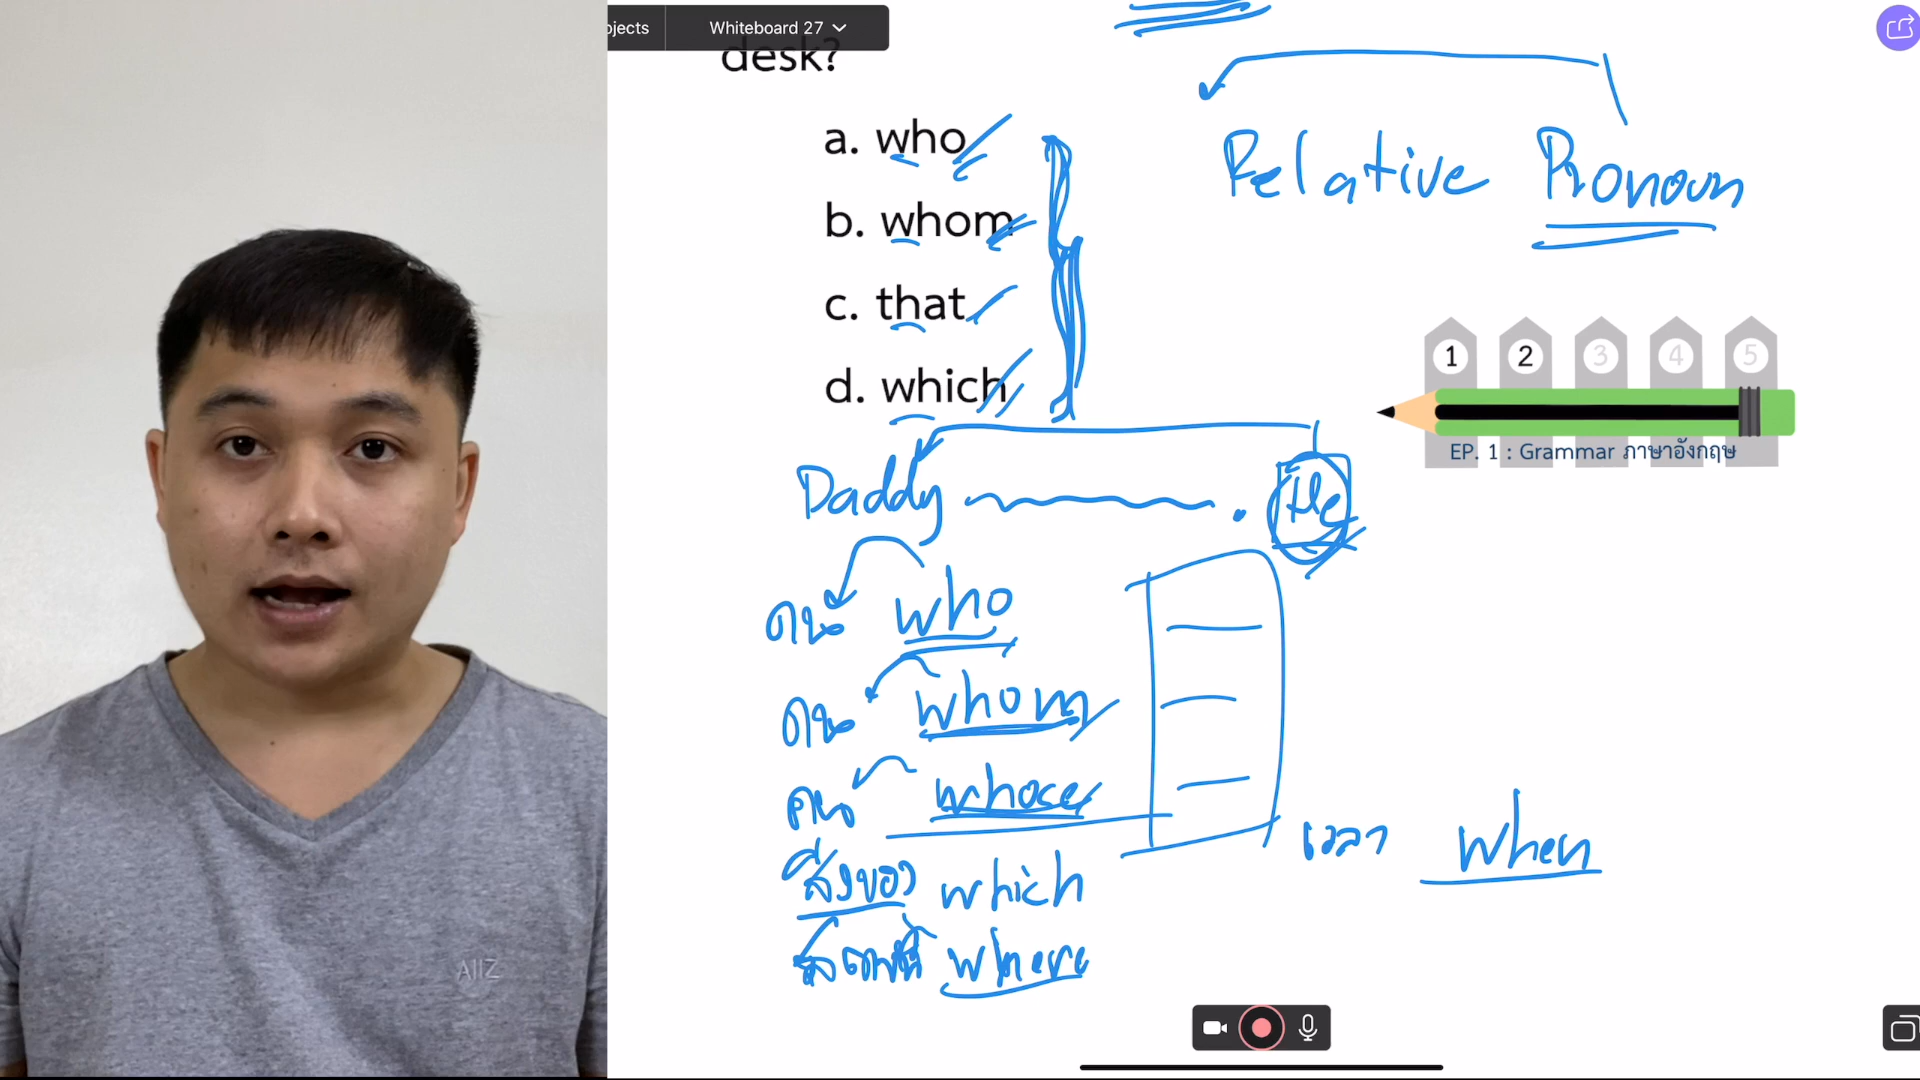 ojects
Whiteboard 27
desk?
a. who
b. whom
c. that
d. which
Relative Pronoun
1 2 3 4 5
EP. 1 : Grammar ภาษาอังกฤษ
Daddy . He
คน who
คน whom
คน whose
สิ่งของ which
สถานที่ where
เวลา when
AIIZ